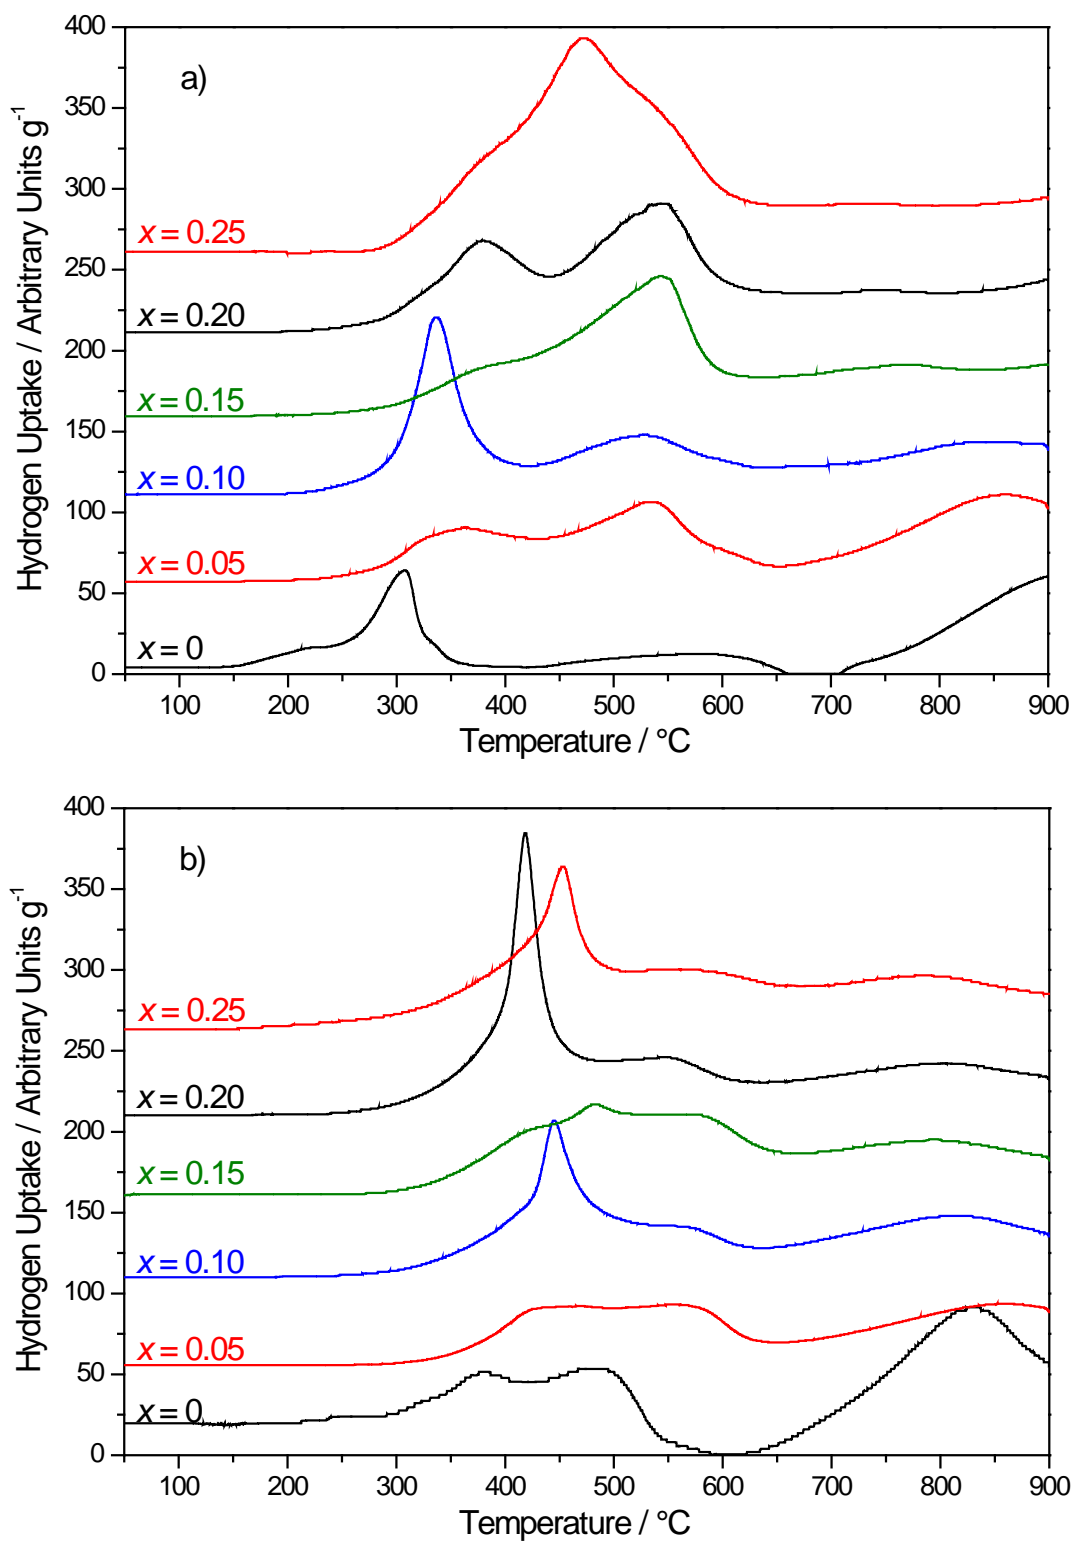 a)
Hydrogen Uptake / Arbitrary Units g⁻¹
400
350
300
250
200
150
100
50
0
x = 0.25
x = 0.20
x = 0.15
x = 0.10
x = 0.05
x = 0
100 200 300 400 500 600 700 800 900
Temperature / °C
b)
Hydrogen Uptake / Arbitrary Units g⁻¹
400
350
300
250
200
150
100
50
0
x = 0.25
x = 0.20
x = 0.15
x = 0.10
x = 0.05
x = 0
100 200 300 400 500 600 700 800 900
Temperature / °C